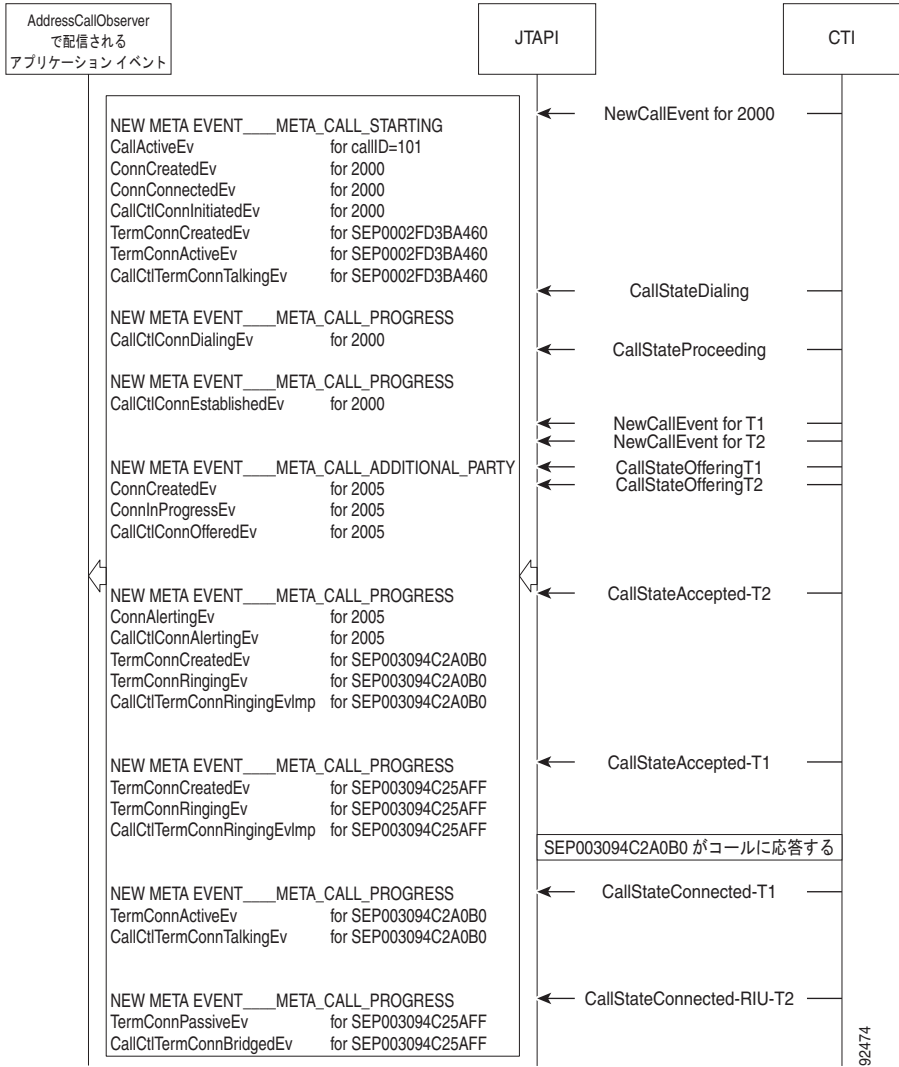 AddressCallObserver
で配信される
アプリケーション イベント
JTAPI
CTI
NewCallEvent for 2000
NEW META EVENT____META_CALL_STARTING
CallActiveEv for callID=101
ConnCreatedEv for 2000
ConnConnectedEv for 2000
CallCtlConnInitiatedEv for 2000
TermConnCreatedEv for SEP0002FD3BA460
TermConnActiveEv for SEP0002FD3BA460
CallCtlTermConnTalkingEv for SEP0002FD3BA460
CallStateDialing
NEW META EVENT____META_CALL_PROGRESS
CallCtlConnDialingEv for 2000
CallStateProceeding
NEW META EVENT____META_CALL_PROGRESS
CallCtlConnEstablishedEv for 2000
NewCallEvent for T1
NewCallEvent for T2
NEW META EVENT____META_CALL_ADDITIONAL_PARTY
CallStateOfferingT1
ConnCreatedEv for 2005
CallStateOfferingT2
ConnInProgressEv for 2005
CallCtlConnOfferedEv for 2005
NEW META EVENT____META_CALL_PROGRESS
CallStateAccepted-T2
ConnAlertingEv for 2005
CallCtlConnAlertingEv for 2005
TermConnCreatedEv for SEP003094C2A0B0
TermConnRingingEv for SEP003094C2A0B0
CallCtlTermConnRingingEvImp for SEP003094C2A0B0
NEW META EVENT____META_CALL_PROGRESS
CallStateAccepted-T1
TermConnCreatedEv for SEP003094C25AFF
TermConnRingingEv for SEP003094C25AFF
CallCtlTermConnRingingEvImp for SEP003094C25AFF
SEP003094C2A0B0 がコールに応答する
NEW META EVENT____META_CALL_PROGRESS
CallStateConnected-T1
TermConnActiveEv for SEP003094C2A0B0
CallCtlTermConnTalkingEv for SEP003094C2A0B0
NEW META EVENT____META_CALL_PROGRESS
CallStateConnected-RIU-T2
TermConnPassiveEv for SEP003094C25AFF
CallCtlTermConnBridgedEv for SEP003094C25AFF
92474